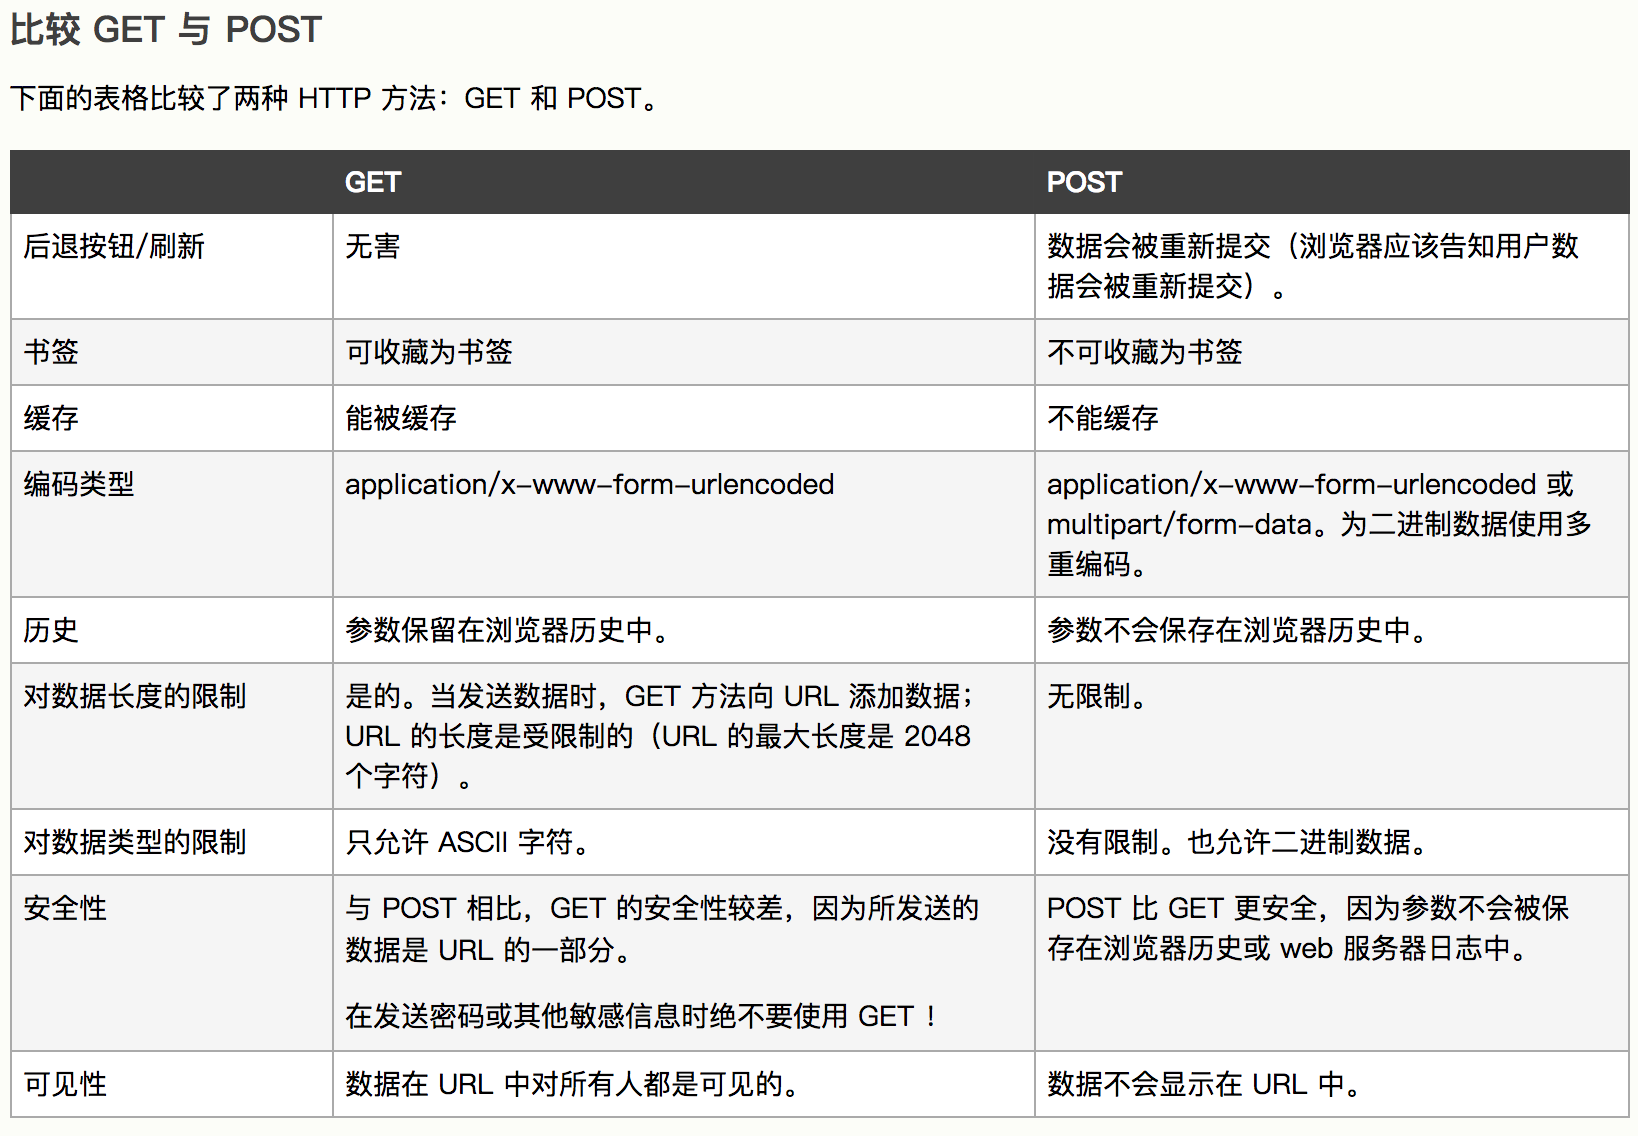 比较 GET 与 POST
下面的表格比较了两种 HTTP 方法：GET 和 POST。
GET
POST
后退按钮/刷新
无害
数据会被重新提交（浏览器应该告知用户数
据会被重新提交）。
书签
可收藏为书签
不可收藏为书签
缓存
能被缓存
不能缓存
编码类型
application/x-www-form-urlencoded
application/x-www-form-urlencoded 或
multipart/form-data。为二进制数据使用多
重编码。
历史
参数保留在浏览器历史中。
参数不会保存在浏览器历史中。
对数据长度的限制
是的。当发送数据时，GET 方法向 URL 添加数据；
URL 的长度是受限制的（URL 的最大长度是 2048
个字符）。
无限制。
对数据类型的限制
只允许 ASCII 字符。
没有限制。也允许二进制数据。
安全性
与 POST 相比，GET 的安全性较差，因为所发送的
数据是 URL 的一部分。
在发送密码或其他敏感信息时绝不要使用 GET ！
POST 比 GET 更安全，因为参数不会被保
存在浏览器历史或 web 服务器日志中。
可见性
数据在 URL 中对所有人都是可见的。
数据不会显示在 URL 中。